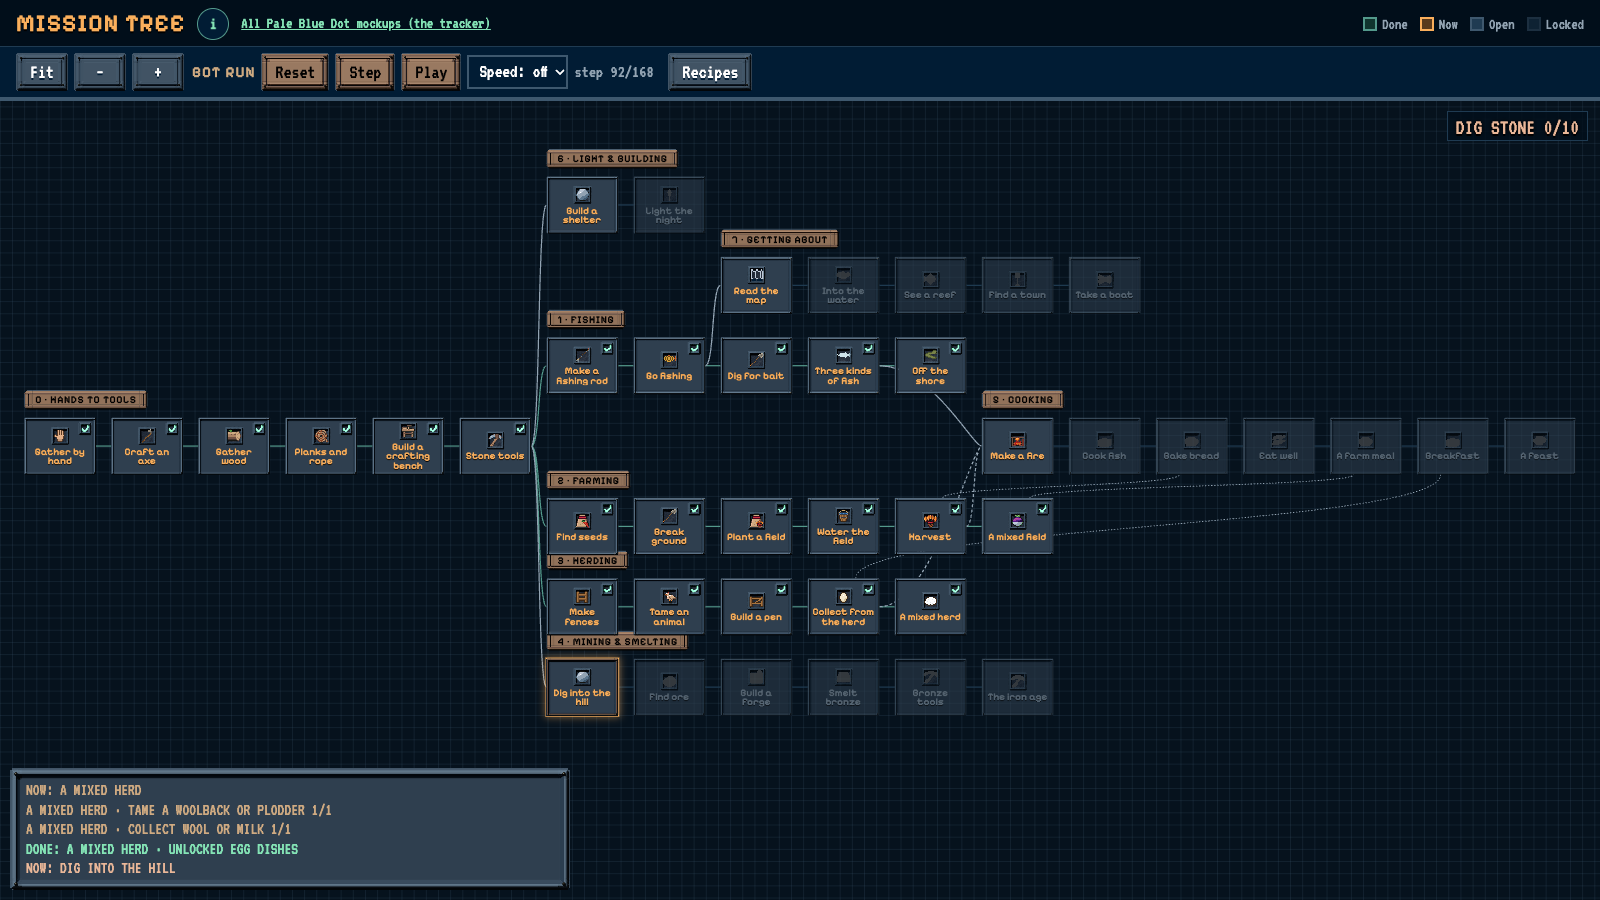 MISSION TREE
i
All Pale Blue Dot mockups (the tracker)
Done
Now
Open
Locked
Fit
-
+
BOT RUN
Reset
Step
Play
Speed: off
step 92/168
Recipes
DIG STONE 0/10
6 · LIGHT & BUILDING
Build a
shelter
Light the
night
7 · GETTING ABOUT
Read the
map
Into the
water
See a reef
Find a town
Take a boat
1 · FISHING
Make a
fishing rod
Go fishing
Dig for bait
Three kinds
of fish
Off the
shore
0 · HANDS TO TOOLS
Gather by
hand
Craft an
axe
Gather
wood
Planks and
rope
Build a
crafting
bench
Stone tools
5 · COOKING
Make a fire
Cook fish
Bake bread
Eat well
A farm meal
Breakfast
A feast
2 · FARMING
Find seeds
Break
ground
Plant a field
Water the
field
Harvest
A mixed field
3 · HERDING
Make
fences
Tame an
animal
Build a pen
Collect from
the herd
A mixed herd
4 · MINING & SMELTING
Dig into the
hill
Find ore
Build a
forge
Smelt
bronze
Bronze
tools
The iron age
NOW: A MIXED HERD
A MIXED HERD · TAME A WOOLBACK OR PLODDER 1/1
A MIXED HERD · COLLECT WOOL OR MILK 1/1
DONE: A MIXED HERD · UNLOCKED EGG DISHES
NOW: DIG INTO THE HILL